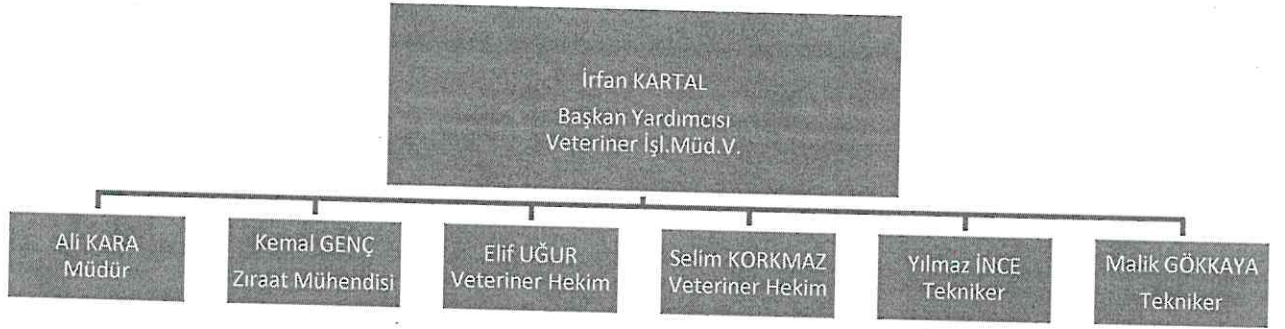 İrfan KARTAL
Başkan Yardımcısı
Veteriner İşl.Müd.V.
Ali KARA
Müdür
Kemal GENÇ
Zıraat Mühendisi
Elif UĞUR
Veteriner Hekim
Selim KORKMAZ
Veteriner Hekim
Yılmaz İNCE
Tekniker
Malik GÖKKAYA
Tekniker